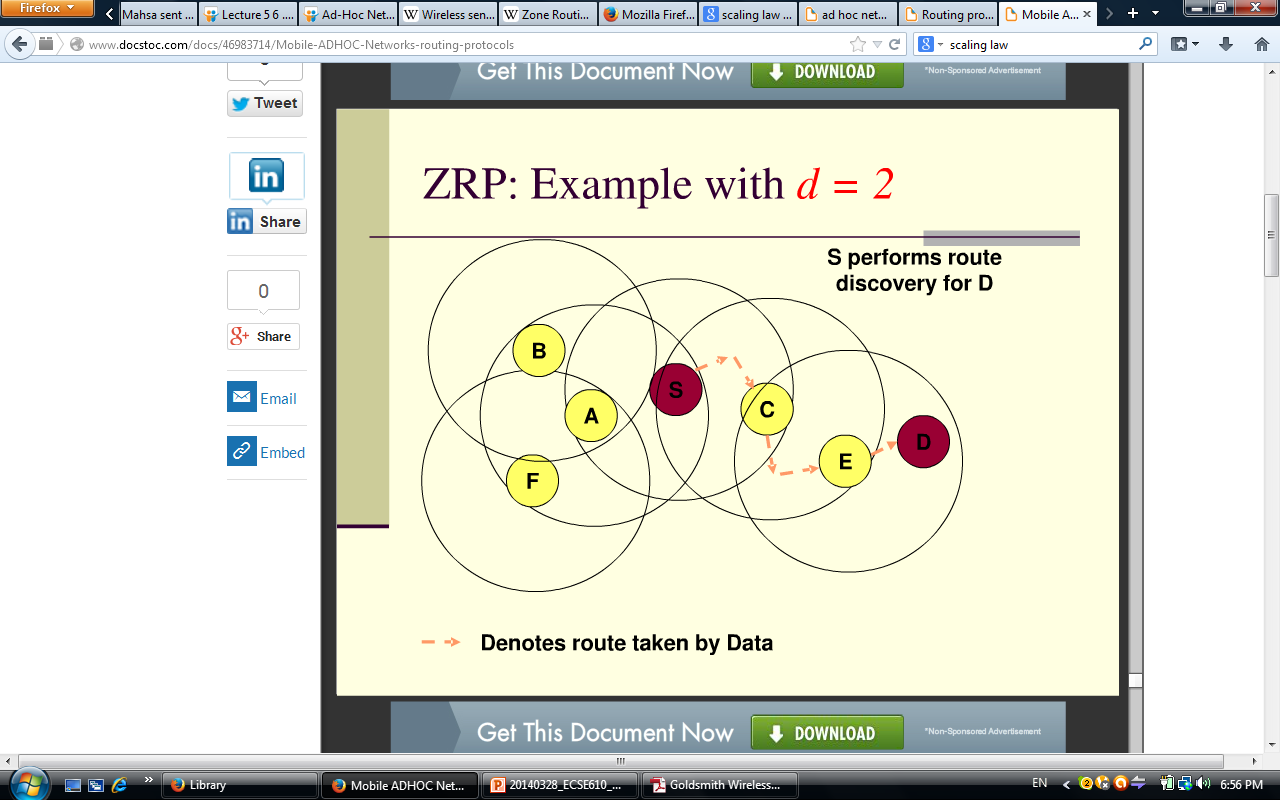 Firefox
Mahsa sent ...
Lecture 5 6 ....
Ad-Hoc Net...
Wireless sen...
Zone Routi...
Mozilla Firef...
scaling law ...
ad hoc net...
Routing pro...
Mobile A...
www.docstoc.com/docs/46983714/Mobile-ADHOC-Networks-routing-protocols
scaling law
Get This Document Now
DOWNLOAD
*Non-Sponsored Advertisement
Tweet
in
in Share
0
g+ Share
Email
Embed
ZRP: Example with d = 2
S performs route
discovery for D
B
S
A
C
D
E
F
Denotes route taken by Data
Get This Document Now
DOWNLOAD
*Non-Sponsored Advertisement
Library
Mobile ADHOC Net...
20140328_ECSE610_...
Goldsmith Wireless...
EN
6:56 PM